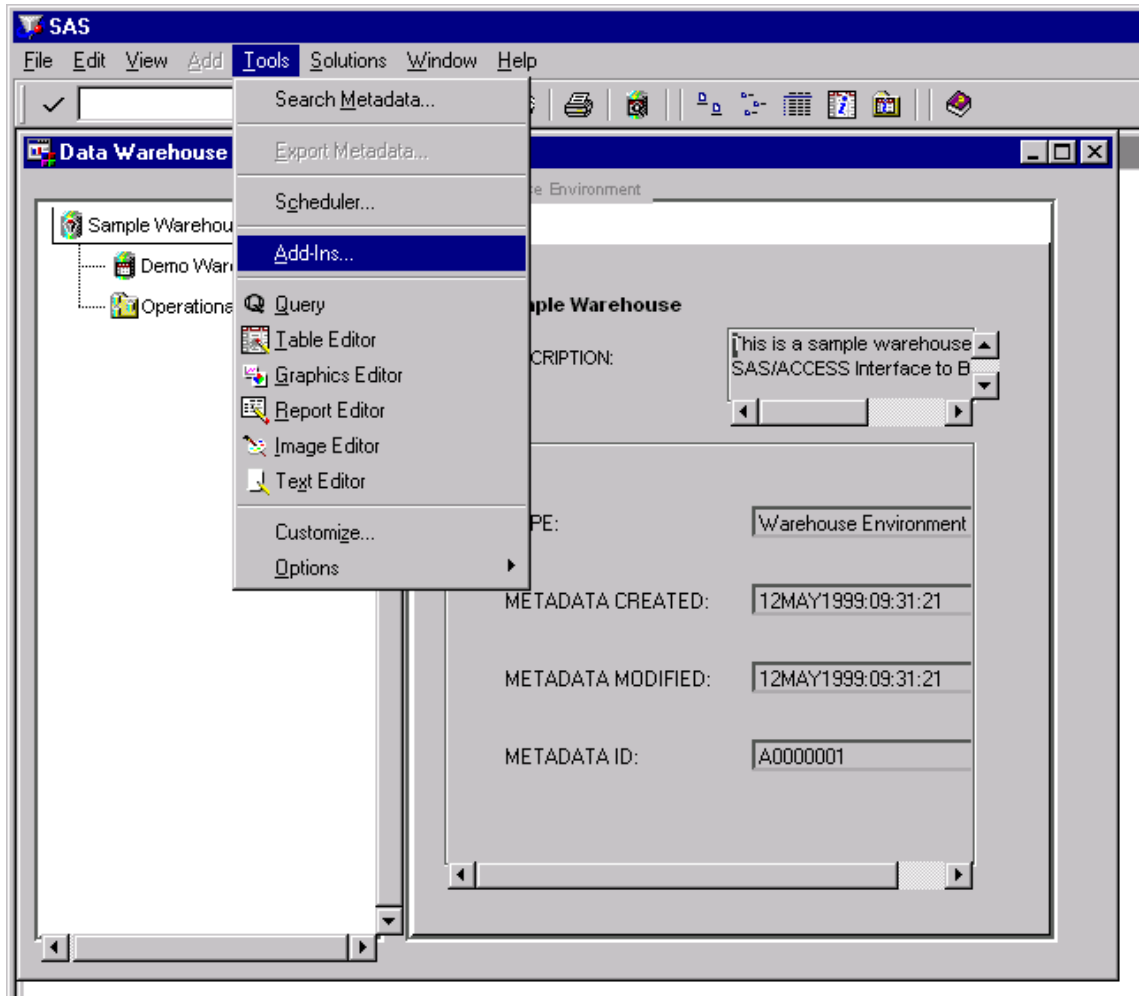 SAS
File Edit View Add Tools Solutions Window Help
Data Warehouse
Search Metadata...
Export Metadata...
Scheduler...
Add-Ins...
Query
Table Editor
Graphics Editor
Report Editor
Image Editor
Text Editor
Customize...
Options
Sample Warehou
Demo War
Operationa
e Environment
ple Warehouse
CRIPTION:
This is a sample warehouse
SAS/ACCESS Interface to B
PE:
Warehouse Environment
METADATA CREATED:
12MAY1999:09:31:21
METADATA MODIFIED:
12MAY1999:09:31:21
METADATA ID:
A0000001